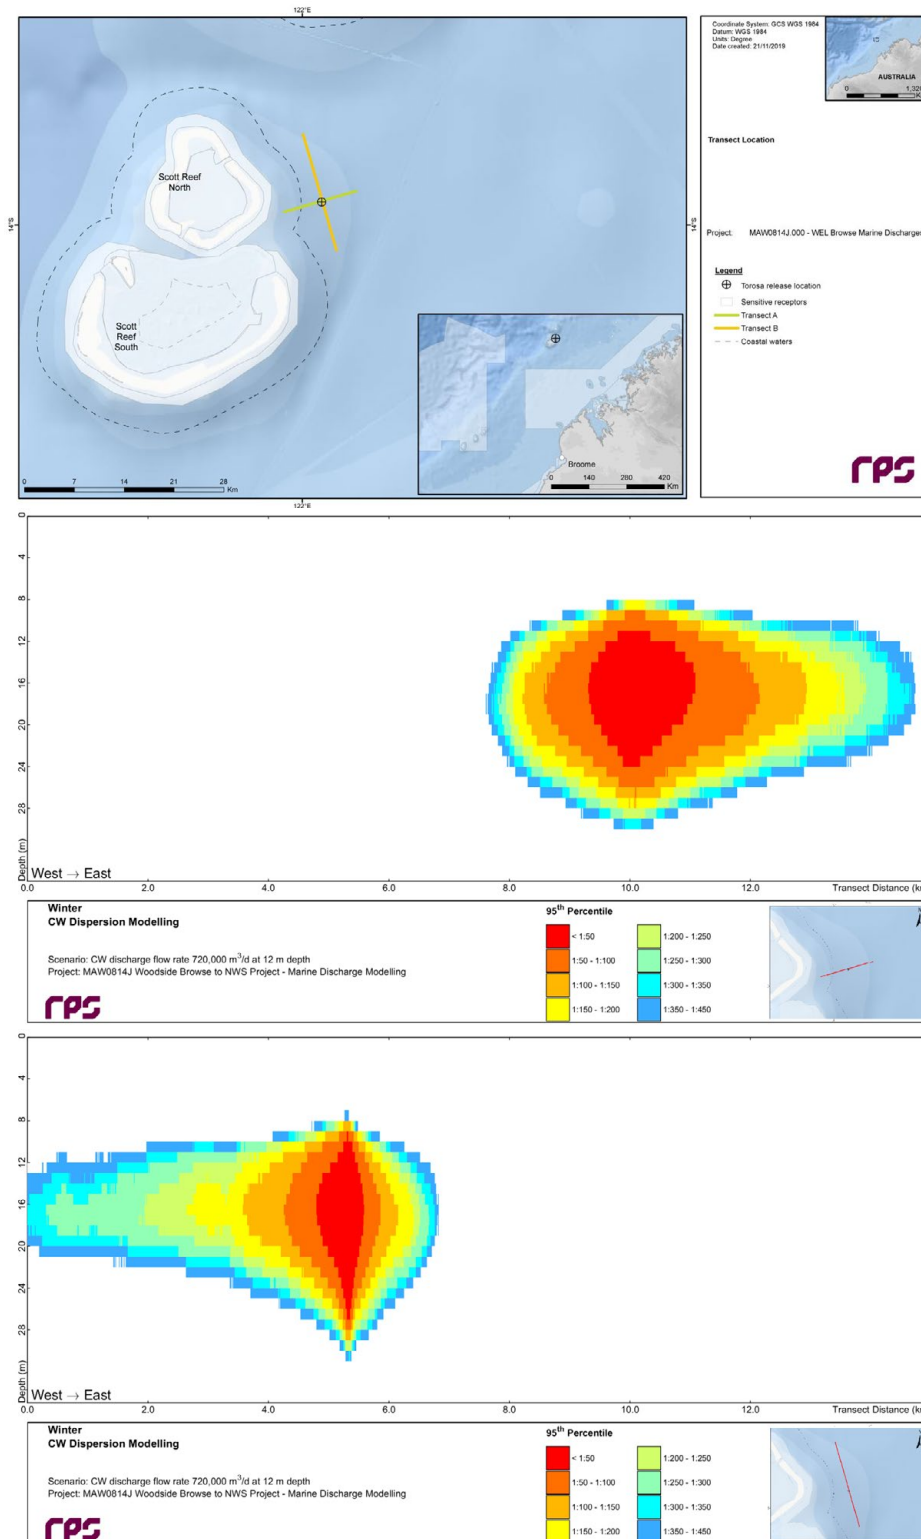 122°E
Scott Reef
North
14°S
14°S
Scott
Reef
South
Broome
0 140 280 420
Km
0 7 14 21 28
Km
122°E
Coordinate System: GCS WGS 1984
Datum: WGS 1984
Units: Degree
Date created: 21/11/2019
AUSTRALIA
0 1,320
Transect Location
Project: MAW0814J.000 - WEL Browse Marine Discharges
Legend
Torosa release location
Sensitive receptors
Transect A
Transect B
Coastal waters
rps
0
4
8
12
16
20
24
28
Depth (m)
West → East
0.0 2.0 4.0 6.0 8.0 10.0 12.0 Transect Distance (k
Winter
CW Dispersion Modelling
Scenario: CW discharge flow rate 720,000 m³/d at 12 m depth
Project: MAW0814J Woodside Browse to NWS Project - Marine Discharge Modelling
rps
95th Percentile
< 1:50
1:50 - 1:100
1:100 - 1:150
1:150 - 1:200
1:200 - 1:250
1:250 - 1:300
1:300 - 1:350
1:350 - 1:450
0
4
8
12
16
20
24
28
Depth (m)
West → East
0.0 2.0 4.0 6.0 8.0 10.0 12.0 Transect Distance (k
Winter
CW Dispersion Modelling
Scenario: CW discharge flow rate 720,000 m³/d at 12 m depth
Project: MAW0814J Woodside Browse to NWS Project - Marine Discharge Modelling
rps
95th Percentile
< 1:50
1:50 - 1:100
1:100 - 1:150
1:150 - 1:200
1:200 - 1:250
1:250 - 1:300
1:300 - 1:350
1:350 - 1:450